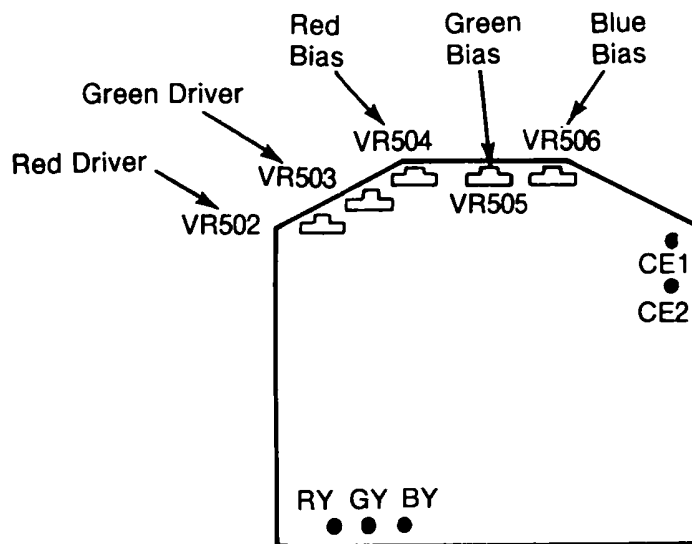 Red
Bias
Green
Bias
Blue
Bias
Green Driver
VR504
VR506
Red Driver
VR503
VR505
VR502
CE1
CE2
RY GY BY